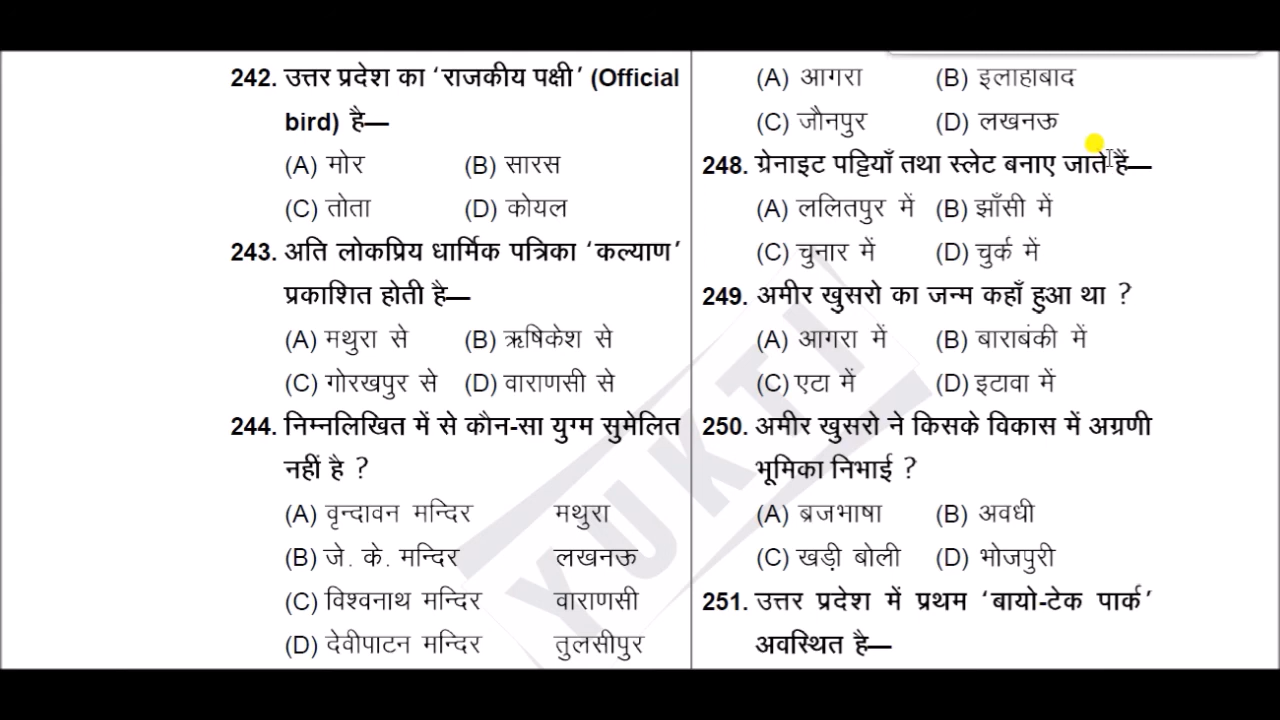 242. उत्तर प्रदेश का ‘राजकीय पक्षी’ (Official
bird) है—
(A) मोर (B) सारस
(C) तोता (D) कोयल
243. अति लोकप्रिय धार्मिक पत्रिका ‘कल्याण’
प्रकाशित होती है—
(A) मथुरा से (B) ऋषिकेश से
(C) गोरखपुर से (D) वाराणसी से
244. निम्नलिखित में से कौन-सा युग्म सुमेलित
नहीं है ?
(A) वृन्दावन मन्दिर मथुरा
(B) जे. के. मन्दिर लखनऊ
(C) विश्वनाथ मन्दिर वाराणसी
(D) देवीपाटन मन्दिर तुलसीपुर
(A) आगरा (B) इलाहाबाद
(C) जौनपुर (D) लखनऊ
248. ग्रेनाइट पट्टियाँ तथा स्लेट बनाए जाते हैं—
(A) ललितपुर में (B) झाँसी में
(C) चुनार में (D) चुर्क में
249. अमीर खुसरो का जन्म कहाँ हुआ था ?
(A) आगरा में (B) बाराबंकी में
(C) एटा में (D) इटावा में
250. अमीर खुसरो ने किसके विकास में अग्रणी
भूमिका निभाई ?
(A) ब्रजभाषा (B) अवधी
(C) खड़ी बोली (D) भोजपुरी
251. उत्तर प्रदेश में प्रथम ‘बायो-टेक पार्क’
अवस्थित है—
YUKTI